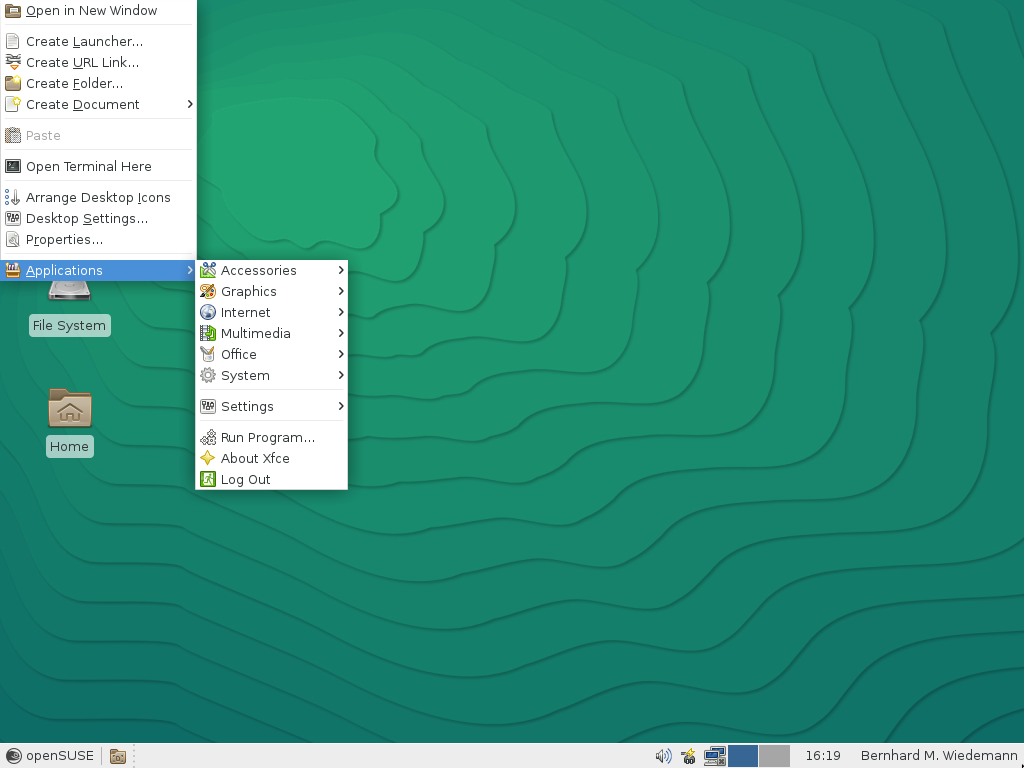 Open in New Window
Create Launcher...
Create URL Link...
Create Folder...
Create Document
Paste
Open Terminal Here
Arrange Desktop Icons
Desktop Settings...
Properties...
Applications
Accessories
Graphics
Internet
Multimedia
Office
System
Settings
Run Program...
About Xfce
Log Out
File System
Home
openSUSE
16:19
Bernhard M. Wiedemann